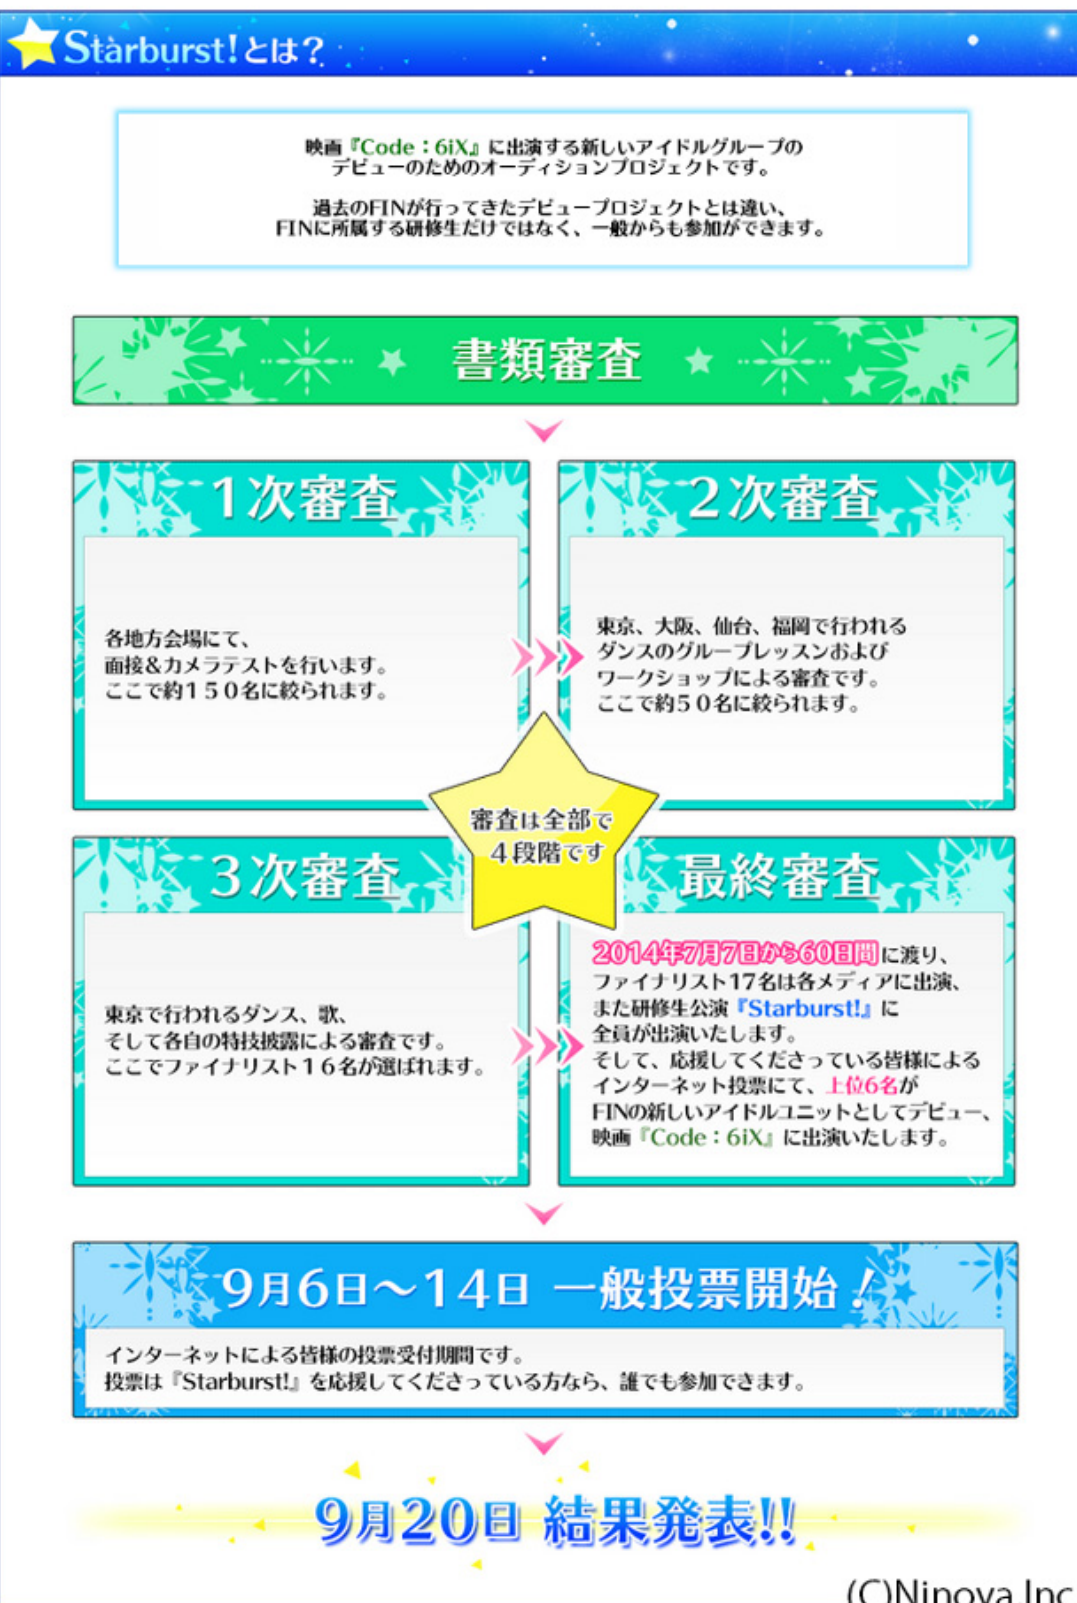 Starburst!とは？
映画『Code：6iX』に出演する新しいアイドルグループの
デビューのためのオーディションプロジェクトです。
過去のFINが行ってきたデビュープロジェクトとは違い、
FINに所属する研修生だけではなく、一般からも参加ができます。
書類審査
1次審査
各地方会場にて、
面接＆カメラテストを行います。
ここで約１５０名に絞られます。
2次審査
東京、大阪、仙台、福岡で行われる
ダンスのグループレッスンおよび
ワークショップによる審査です。
ここで約５０名に絞られます。
審査は全部で
４段階です
3次審査
東京で行われるダンス、歌、
そして各自の特技披露による審査です。
ここでファイナリスト１６名が選ばれます。
最終審査
2014年7月7日から60日間に渡り、
ファイナリスト17名は各メディアに出演、
また研修生公演『Starburst!』に
全員が出演いたします。
そして、応援してくださっている皆様による
インターネット投票にて、上位6名が
FINの新しいアイドルユニットとしてデビュー、
映画『Code：6iX』に出演いたします。
9月6日～14日 一般投票開始！
インターネットによる皆様の投票受付期間です。
投票は『Starburst!』を応援してくださっている方なら、誰でも参加できます。
9月20日 結果発表!!
(C)Ninoya Inc